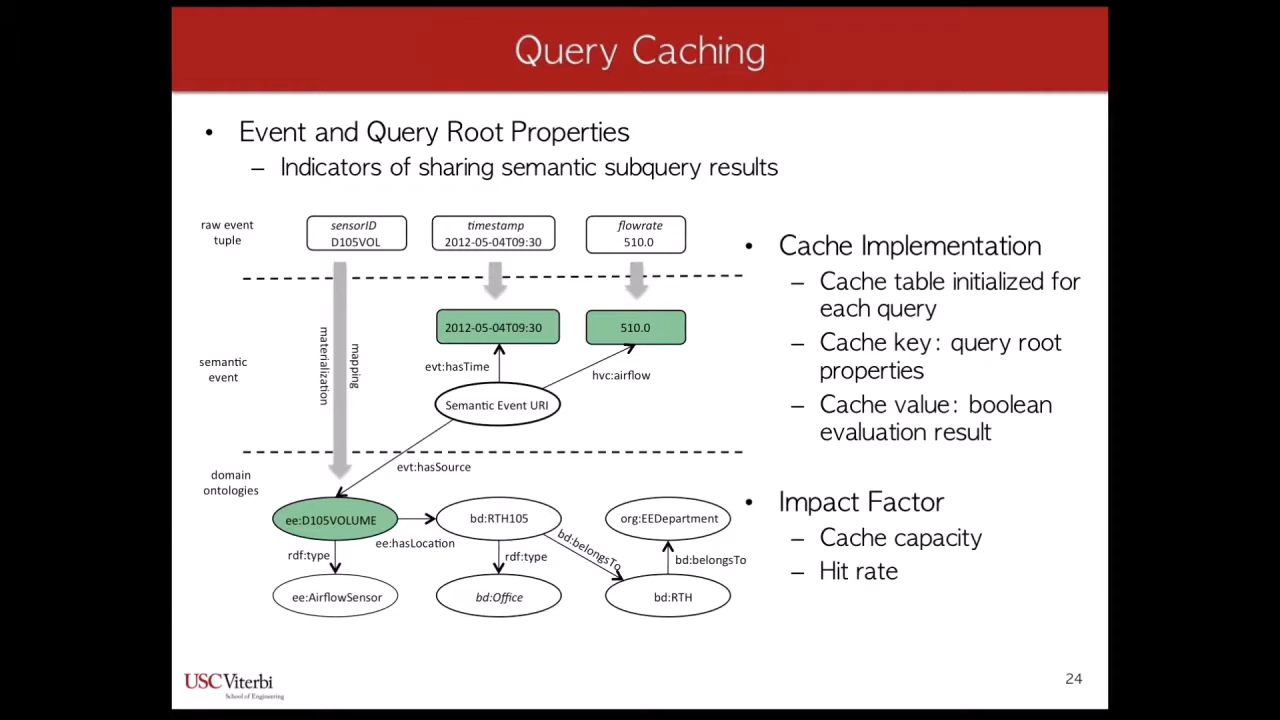 Query Caching
• Event and Query Root Properties
– Indicators of sharing semantic subquery results
raw event
tuple
sensorID
D105VOL
timestamp
2012-05-04T09:30
flowrate
510.0
mapping
materialization
semantic
event
2012-05-04T09:30
510.0
evt:hasTime
hvc:airflow
Semantic Event URI
evt:hasSource
domain
ontologies
ee:D105VOLUME
ee:hasLocation
bd:RTH105
bd:belongsTo
org:EEDepartment
rdf:type
rdf:type
bd:belongsTo
ee:AirflowSensor
bd:Office
bd:RTH
• Cache Implementation
– Cache table initialized for
each query
– Cache key: query root
properties
– Cache value: boolean
evaluation result
• Impact Factor
– Cache capacity
– Hit rate
USC Viterbi
School of Engineering
24